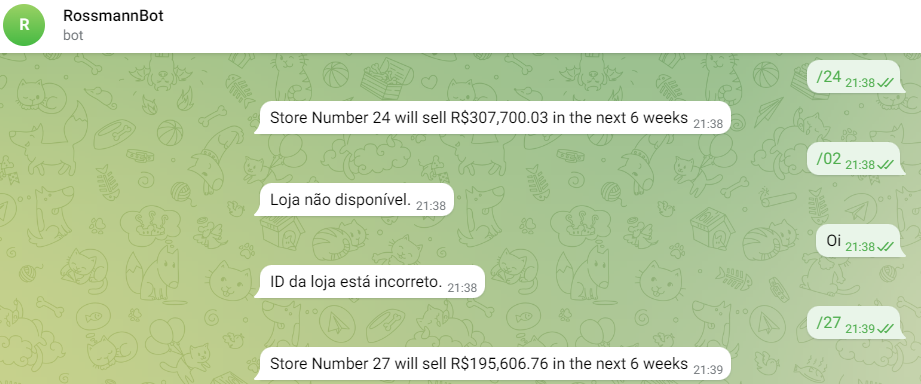 R
RossmannBot
bot
/24 21:38
Store Number 24 will sell R$307,700.03 in the next 6 weeks 21:38
/02 21:38
Loja não disponível. 21:38
Oi 21:38
ID da loja está incorreto. 21:38
/27 21:39
Store Number 27 will sell R$195,606.76 in the next 6 weeks 21:39